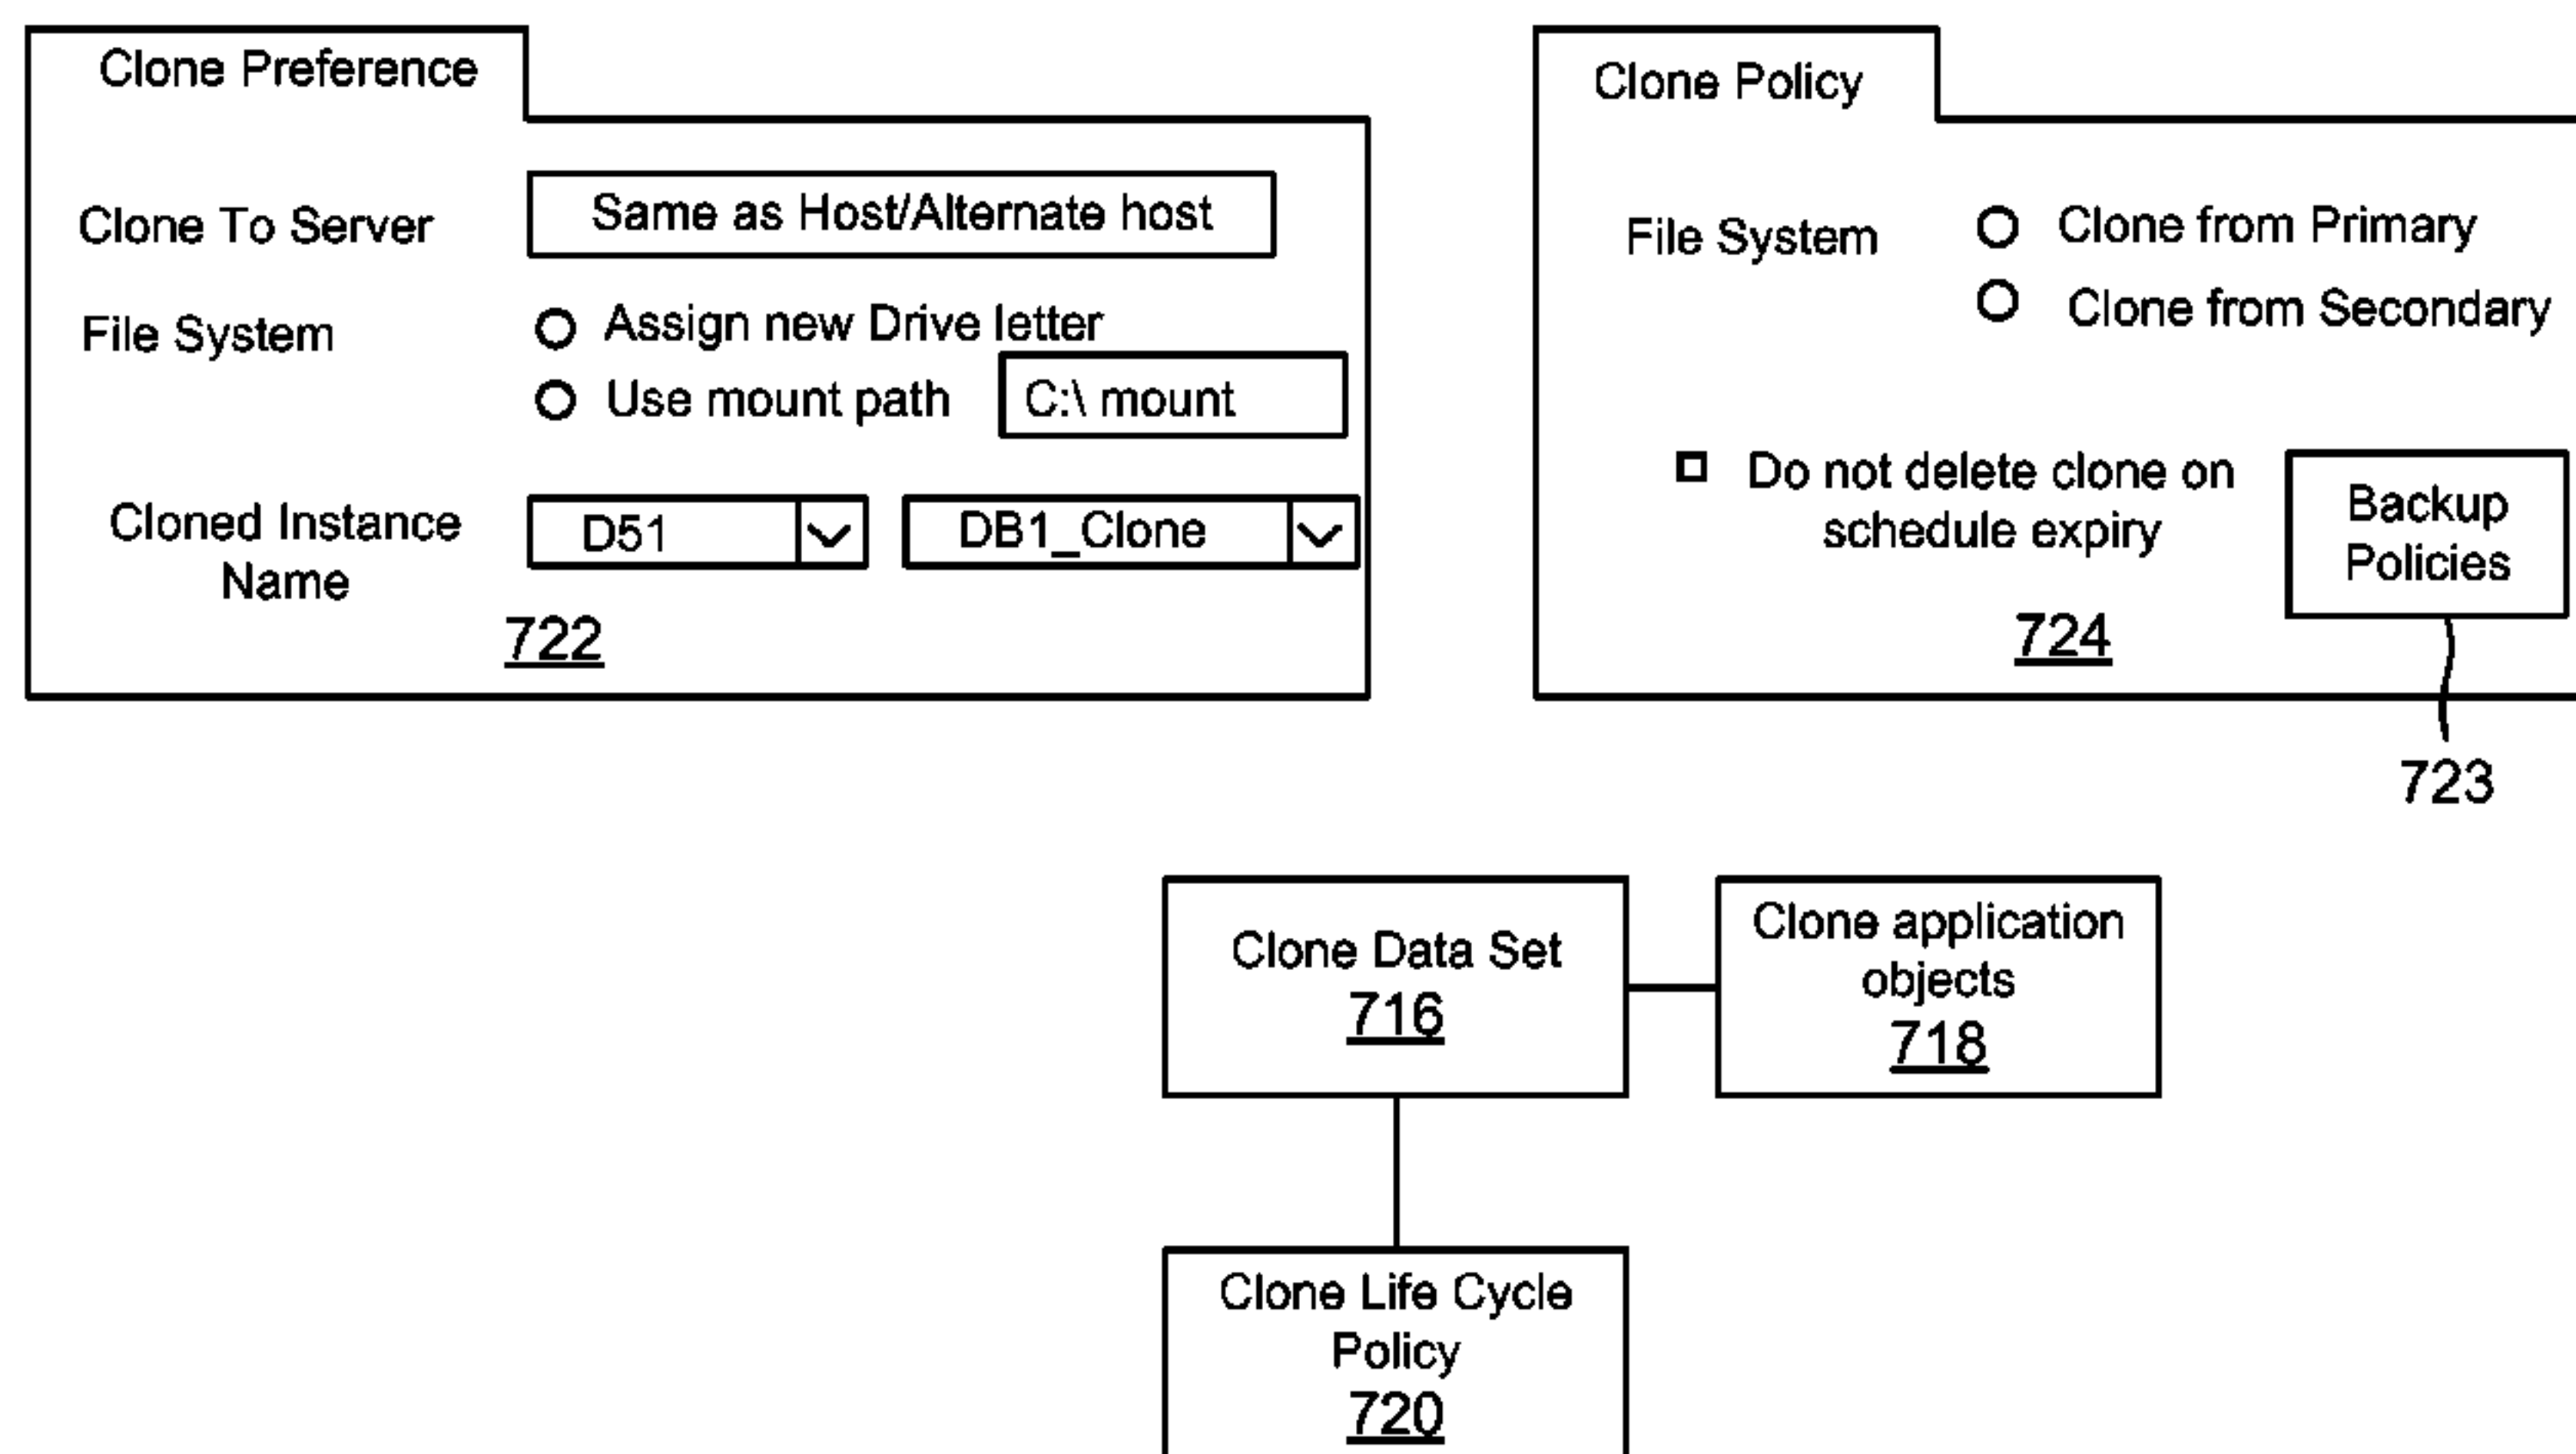 Clone Preference
Clone To Server
Same as Host/Alternate host
File System
Assign new Drive letter
Use mount path
C:\ mount
Cloned Instance
Name
D51
DB1_Clone
722
Clone Policy
File System
Clone from Primary
Clone from Secondary
Do not delete clone on
schedule expiry
Backup
Policies
724
723
Clone Data Set
716
Clone application
objects
718
Clone Life Cycle
Policy
720